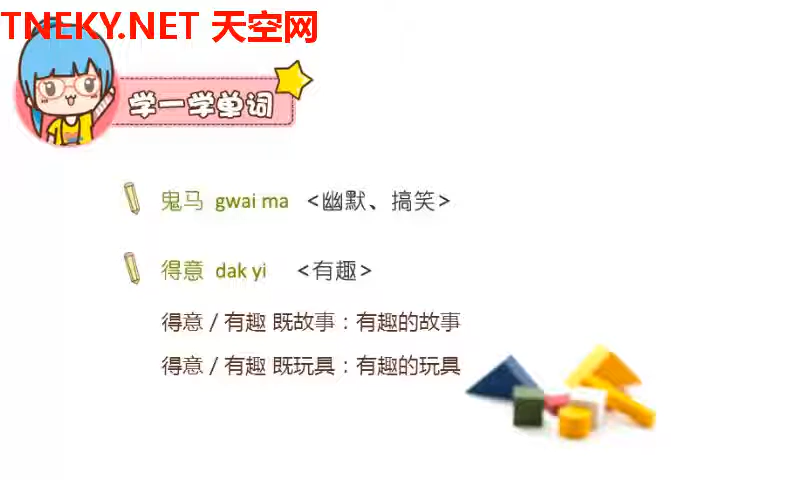 TNEKY.NET 天空网
学一学单词
鬼马 gwai ma <幽默、搞笑>
得意 dak yi <有趣>
得意 / 有趣 既故事：有趣的故事
得意 / 有趣 既玩具：有趣的玩具